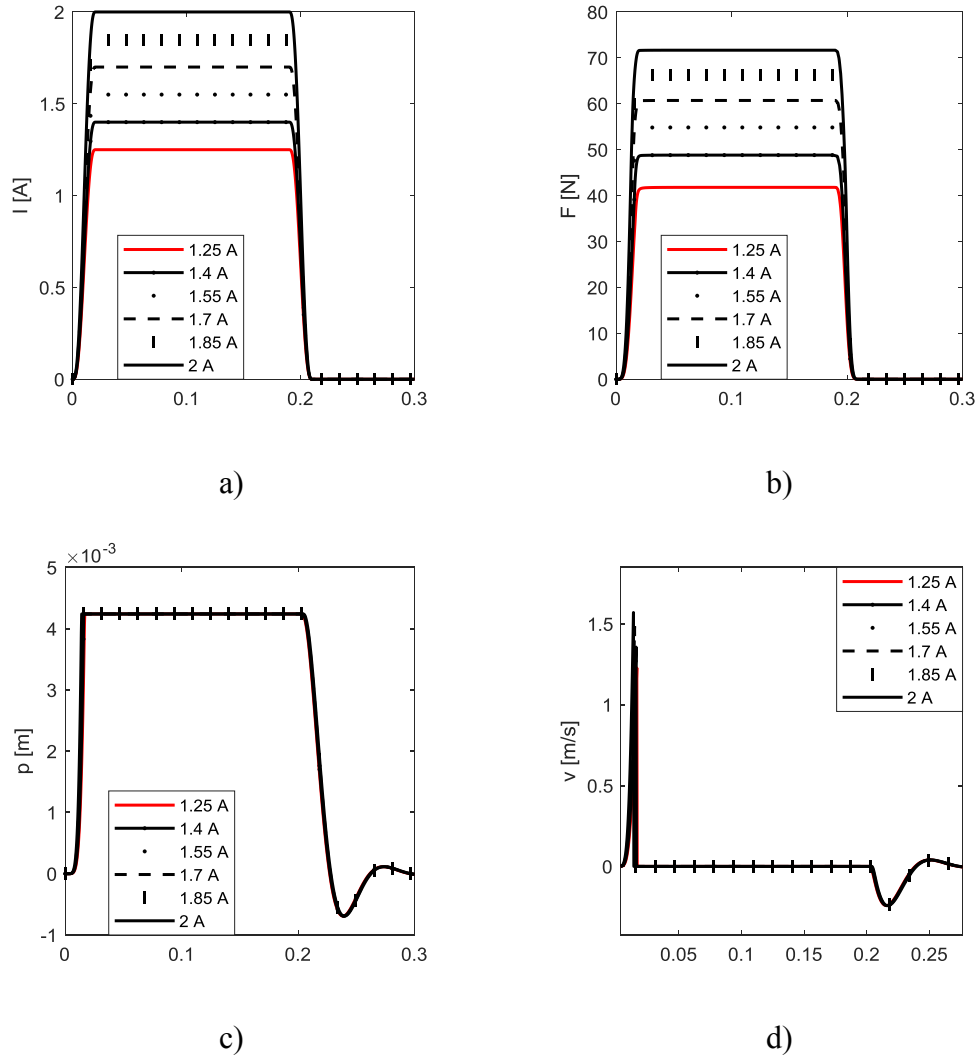 2
1.5
1
0.5
0
I [A]
0 0.1 0.2 0.3
1.25 A
1.4 A
1.55 A
1.7 A
1.85 A
2 A
a)
80
70
60
50
40
30
20
10
0
F [N]
0 0.1 0.2 0.3
1.25 A
1.4 A
1.55 A
1.7 A
1.85 A
2 A
b)
×10⁻³
5
4
3
2
1
0
-1
p [m]
0 0.1 0.2 0.3
1.25 A
1.4 A
1.55 A
1.7 A
1.85 A
2 A
c)
1.5
1
0.5
0
v [m/s]
0.05 0.1 0.15 0.2 0.25
1.25 A
1.4 A
1.55 A
1.7 A
1.85 A
2 A
d)